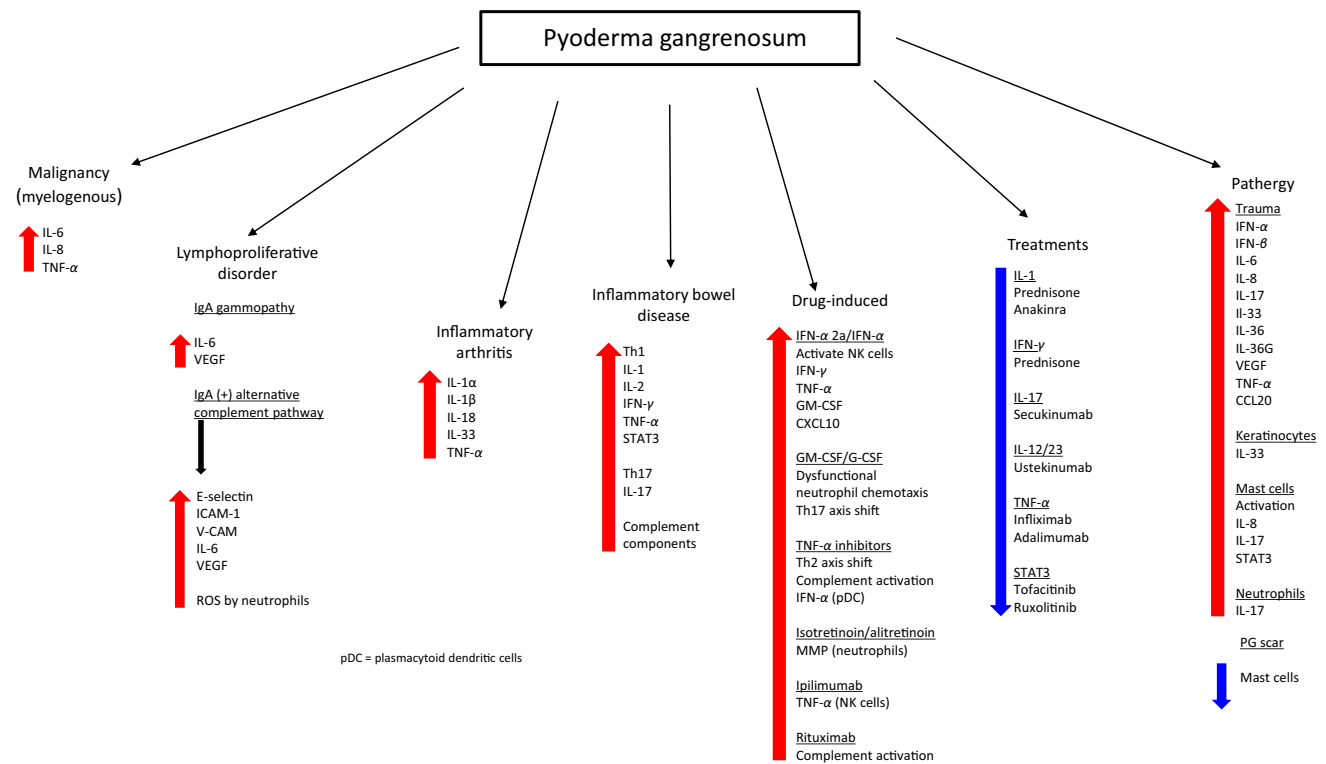 Pyoderma gangrenosum
Malignancy
(myelogenous)
IL-6
IL-8
TNF-α
Lymphoproliferative
disorder
IgA gammopathy
IL-6
VEGF
IgA (+) alternative
complement pathway
E-selectin
ICAM-1
V-CAM
IL-6
VEGF
ROS by neutrophils
Inflammatory
arthritis
IL-1α
IL-1β
IL-18
IL-33
TNF-α
Inflammatory bowel
disease
Th1
IL-1
IL-2
IFN-γ
TNF-α
STAT3
Th17
IL-17
Complement
components
Drug-induced
IFN-α 2a/IFN-α
Activate NK cells
IFN-γ
TNF-α
GM-CSF
CXCL10
GM-CSF/G-CSF
Dysfunctional
neutrophil chemotaxis
Th17 axis shift
TNF-α inhibitors
Th2 axis shift
Complement activation
IFN-α (pDC)
Isotretinoin/alitretinoin
MMP (neutrophils)
Ipilimumab
TNF-α (NK cells)
Rituximab
Complement activation
Treatments
IL-1
Prednisone
Anakinra
IFN-γ
Prednisone
IL-17
Secukinumab
IL-12/23
Ustekinumab
TNF-α
Infliximab
Adalimumab
STAT3
Tofacitinib
Ruxolitinib
Pathergy
Trauma
IFN-α
IFN-β
IL-6
IL-8
IL-17
Il-33
IL-36
IL-36G
VEGF
TNF-α
CCL20
Keratinocytes
IL-33
Mast cells
Activation
IL-8
IL-17
STAT3
Neutrophils
IL-17
PG scar
Mast cells
pDC = plasmacytoid dendritic cells